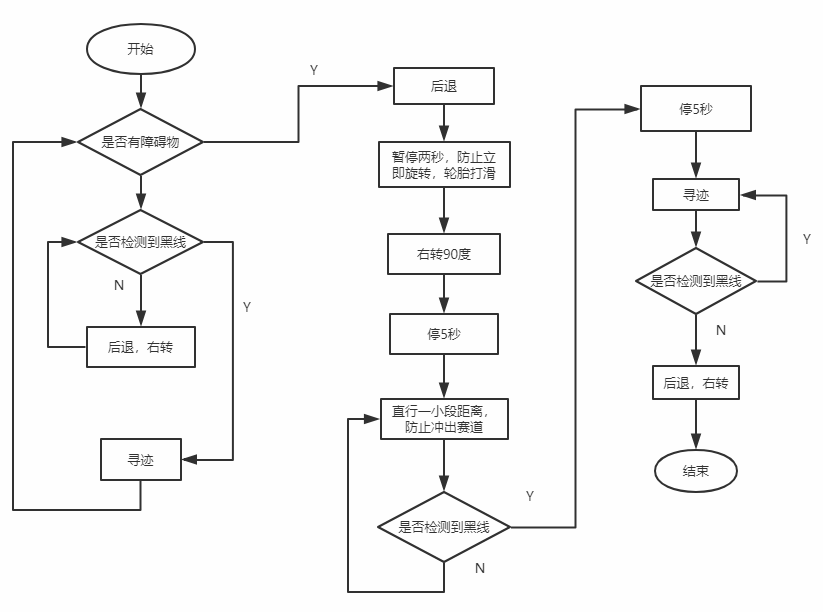 开始
是否有障碍物
Y
是否检测到黑线
N
Y
后退，右转
寻迹
后退
暂停两秒，防止立
即旋转，轮胎打滑
右转90度
停5秒
直行一小段距离，
防止冲出赛道
是否检测到黑线
Y
N
停5秒
寻迹
Y
是否检测到黑线
N
后退，右转
结束